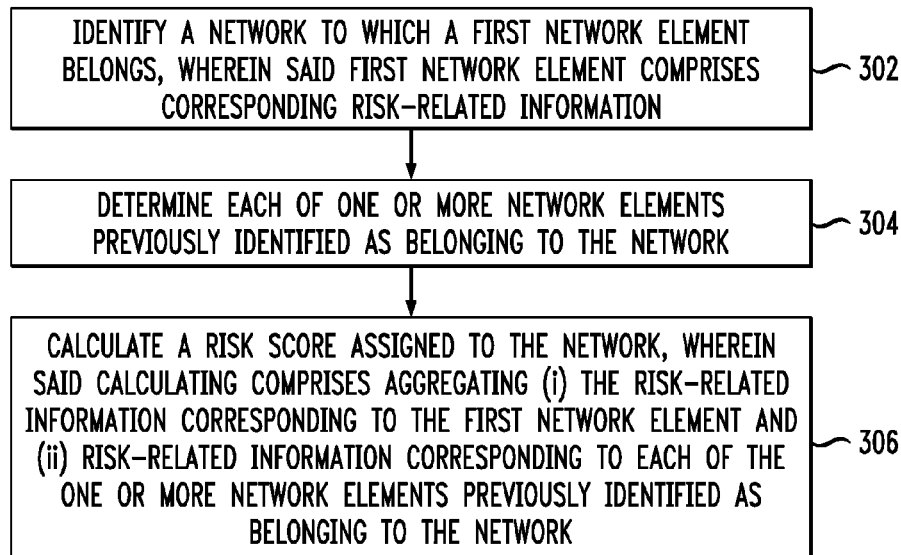 IDENTIFY A NETWORK TO WHICH A FIRST NETWORK ELEMENT
BELONGS, WHEREIN SAID FIRST NETWORK ELEMENT COMPRISES
CORRESPONDING RISK-RELATED INFORMATION
302
DETERMINE EACH OF ONE OR MORE NETWORK ELEMENTS
PREVIOUSLY IDENTIFIED AS BELONGING TO THE NETWORK
304
CALCULATE A RISK SCORE ASSIGNED TO THE NETWORK, WHEREIN
SAID CALCULATING COMPRISES AGGREGATING (i) THE RISK-RELATED
INFORMATION CORRESPONDING TO THE FIRST NETWORK ELEMENT AND
(ii) RISK-RELATED INFORMATION CORRESPONDING TO EACH OF THE
ONE OR MORE NETWORK ELEMENTS PREVIOUSLY IDENTIFIED AS
BELONGING TO THE NETWORK
306